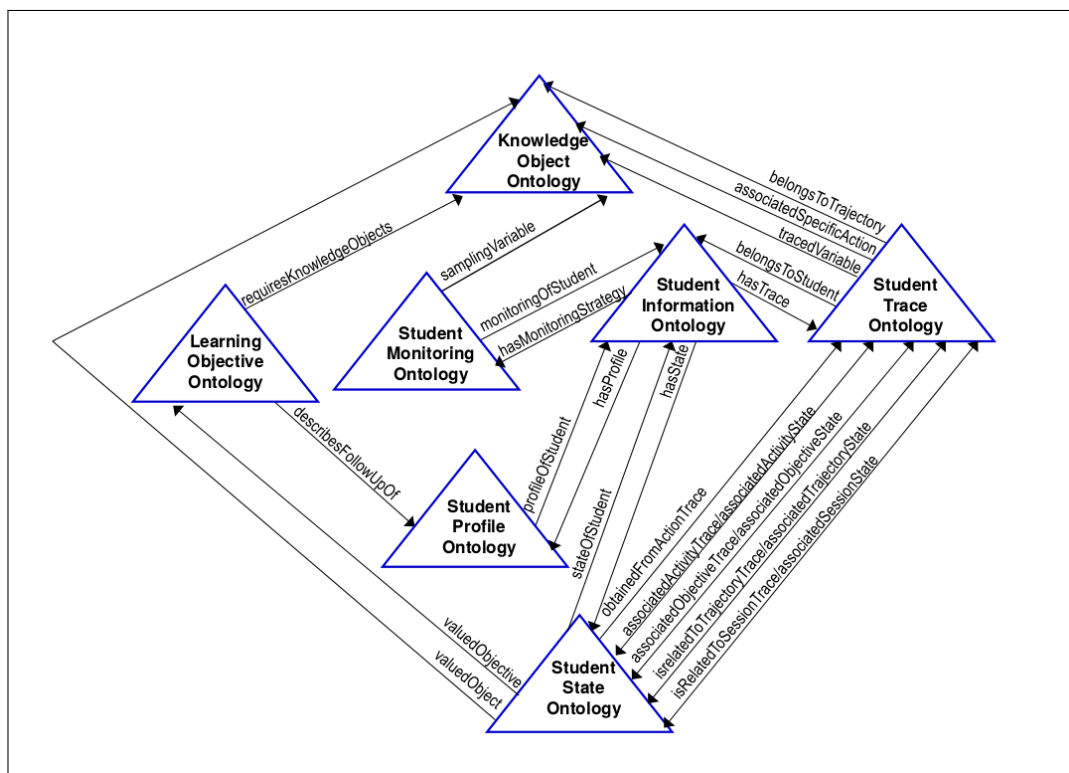 Knowledge
Object
Ontology
belongsToTrajectory
associatedSpecificAction
tracedVariable
requiresKnowledgeObjects
samplingVariable
monitoringOfStudent
hasMonitoringStrategy
belongsToStudent
hasTrace
Learning
Objective
Ontology
Student
Monitoring
Ontology
Student
Information
Ontology
Student
Trace
Ontology
describesFollowUpOf
profileOfStudent
hasProfile
hasState
stateOfStudent
Student
Profile
Ontology
obtainedFromActionTrace
associatedActivityTrace/associatedActivityState
associatedObjectiveTrace/associatedObjectiveState
isrelatedToTrajectoryTrace/associatedTrajectoryState
isRelatedToSessionTrace/associatedSessionState
valuedObjective
valuedObject
Student
State
Ontology